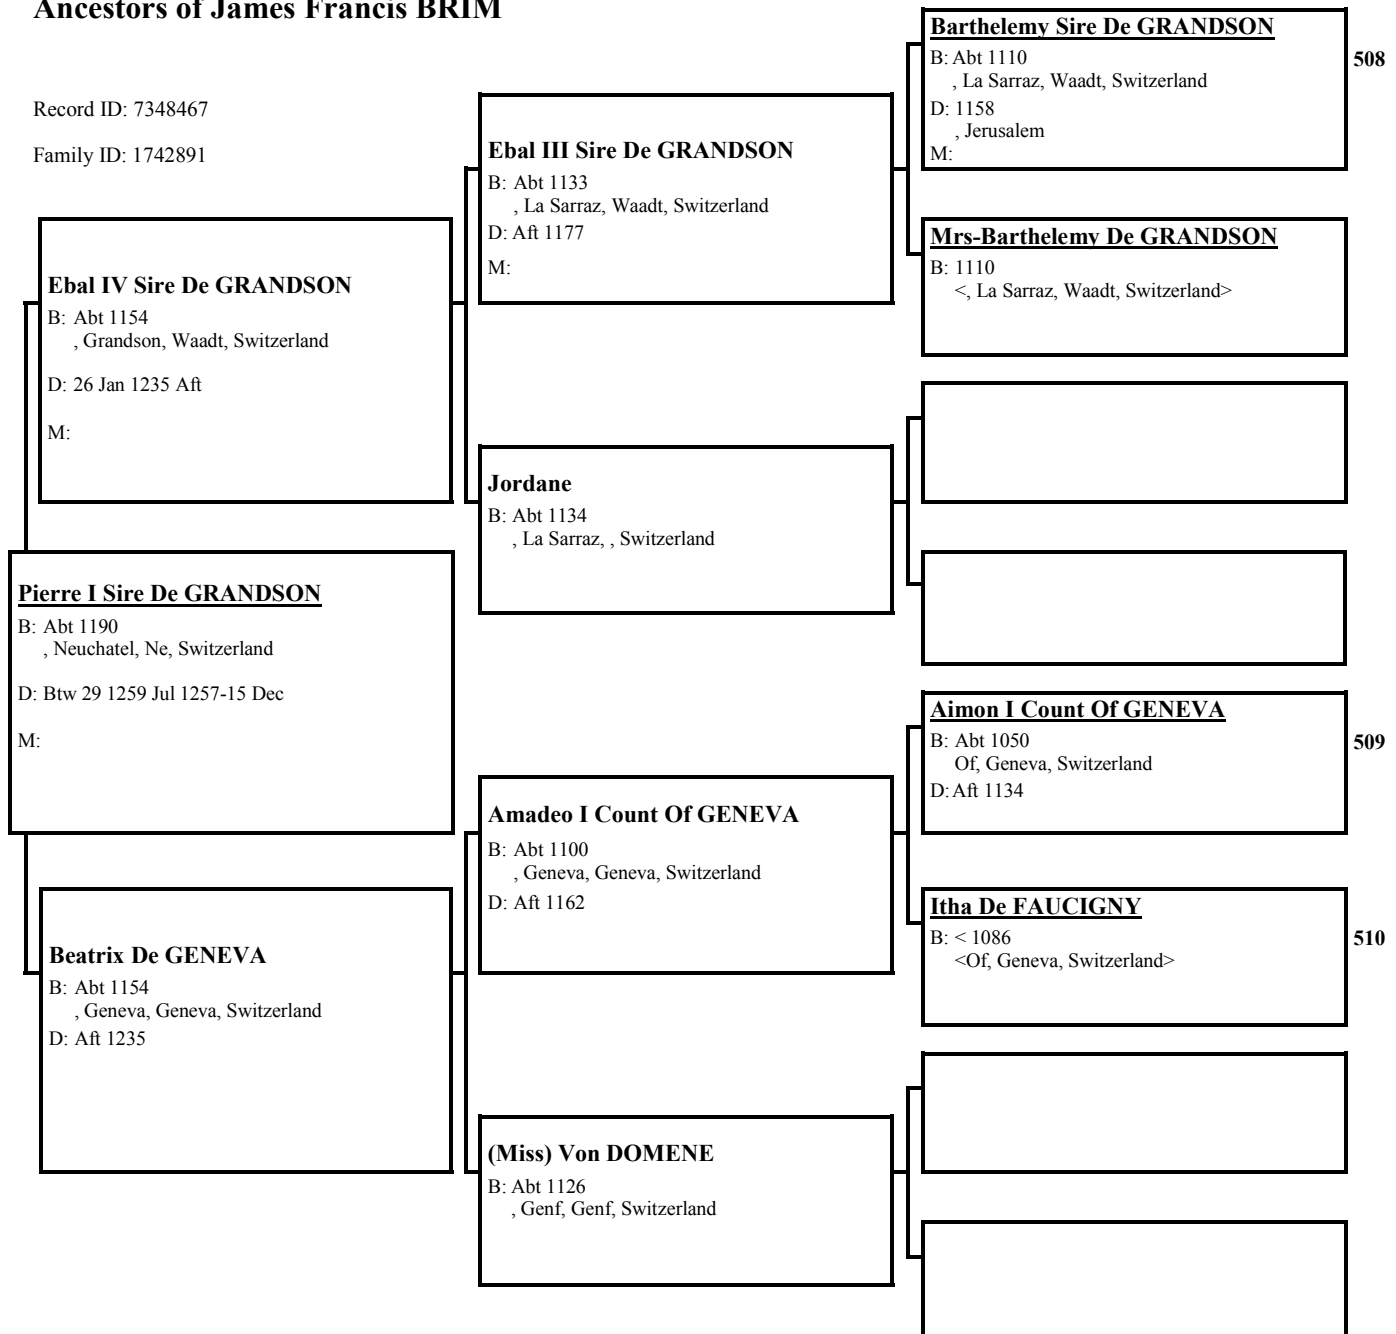 Ancestors of James Francis BRIM
Record ID: 7348467
Family ID: 1742891
Barthelemy Sire De GRANDSON
B: Abt 1110
, La Sarraz, Waadt, Switzerland
D: 1158
, Jerusalem
M:
508
Ebal III Sire De GRANDSON
B: Abt 1133
, La Sarraz, Waadt, Switzerland
D: Aft 1177
M:
Mrs-Barthelemy De GRANDSON
B: 1110
<, La Sarraz, Waadt, Switzerland>
Ebal IV Sire De GRANDSON
B: Abt 1154
, Grandson, Waadt, Switzerland
D: 26 Jan 1235 Aft
M:
Jordane
B: Abt 1134
, La Sarraz, , Switzerland
Pierre I Sire De GRANDSON
B: Abt 1190
, Neuchatel, Ne, Switzerland
D: Btw 29 1259 Jul 1257-15 Dec
M:
Aimon I Count Of GENEVA
B: Abt 1050
Of, Geneva, Switzerland
D: Aft 1134
509
Amadeo I Count Of GENEVA
B: Abt 1100
, Geneva, Geneva, Switzerland
D: Aft 1162
Itha De FAUCIGNY
B: < 1086
<Of, Geneva, Switzerland>
510
Beatrix De GENEVA
B: Abt 1154
, Geneva, Geneva, Switzerland
D: Aft 1235
(Miss) Von DOMENE
B: Abt 1126
, Genf, Genf, Switzerland